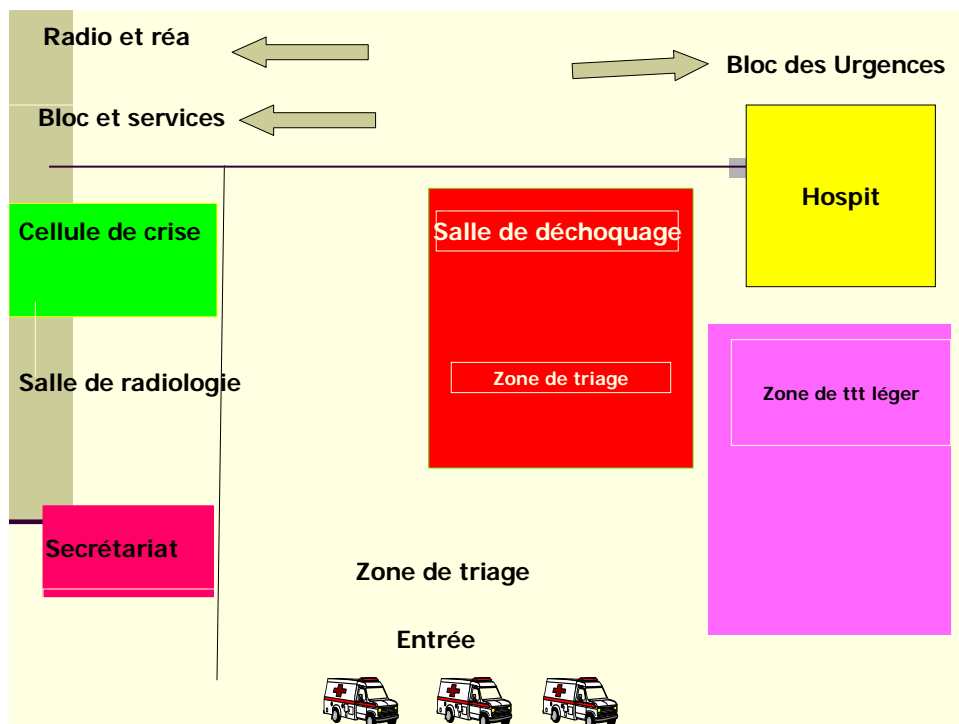 Radio et réa
Bloc des Urgences
Bloc et services
Hospit
Cellule de crise
Salle de déchoquage
Salle de radiologie
Zone de triage
Zone de ttt léger
Secrétariat
Zone de triage
Entrée